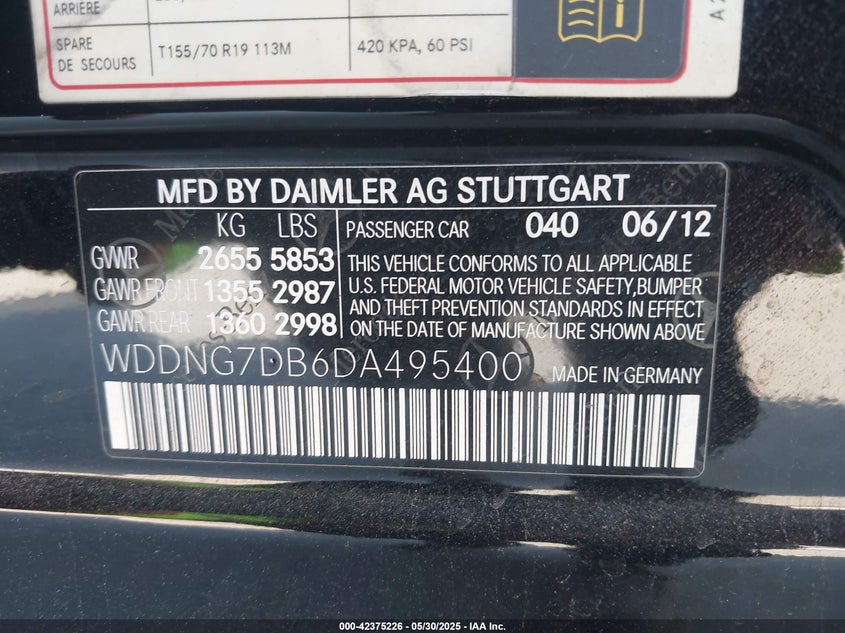 ARRIÈRE
SPARE
DE SECOURS
T155/70 R19 113M
420 KPA, 60 PSI
A 2
MFD BY DAIMLER AG STUTTGART
KG LBS
GVWR 2655 5853
GAWR FRONT 1355 2987
GAWR REAR 1360 2998
PASSENGER CAR 040 06/12
THIS VEHICLE CONFORMS TO ALL APPLICABLE
U.S. FEDERAL MOTOR VEHICLE SAFETY,BUMPER
AND THEFT PREVENTION STANDARDS IN EFFECT
ON THE DATE OF MANUFACTURE SHOWN ABOVE
WDDNG7DB6DA495400 MADE IN GERMANY
000-42375226 - 05/30/2025 - IAA Inc.